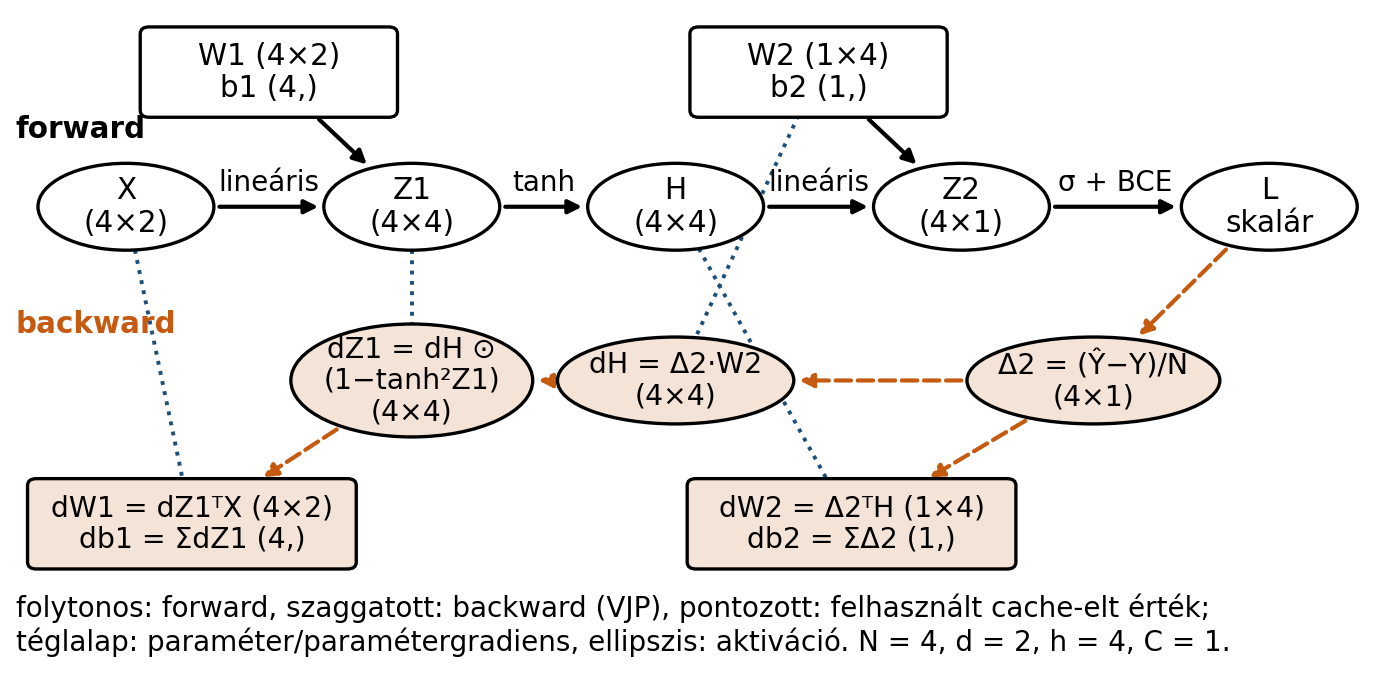 W1 (4×2)
b1 (4,)
W2 (1×4)
b2 (1,)
forward
X
(4×2)
lineáris
Z1
(4×4)
tanh
H
(4×4)
lineáris
Z2
(4×1)
σ + BCE
L
skalár
backward
dZ1 = dH ⊙
(1−tanh²Z1)
(4×4)
dH = Δ2·W2
(4×4)
Δ2 = (Ŷ−Y)/N
(4×1)
dW1 = dZ1ᵀX (4×2)
db1 = ΣdZ1 (4,)
dW2 = Δ2ᵀH (1×4)
db2 = ΣΔ2 (1,)
folytonos: forward, szaggatott: backward (VJP), pontozott: felhasznált cache-elt érték;
téglalap: paraméter/paramétergradiens, ellipszis: aktiváció. N = 4, d = 2, h = 4, C = 1.